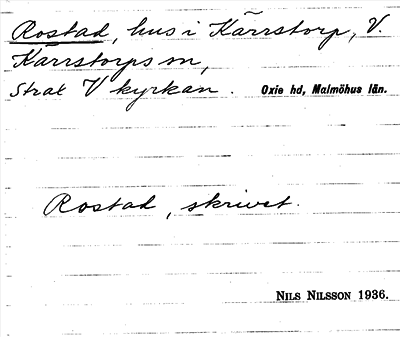 Rostad, hus i Kärrstorp, V.
Kärrstorps sn,
Strax V kyrkan. Oxie hd, Malmöhus län.
Rostad, skrivet.
NILS NILSSON 1936.